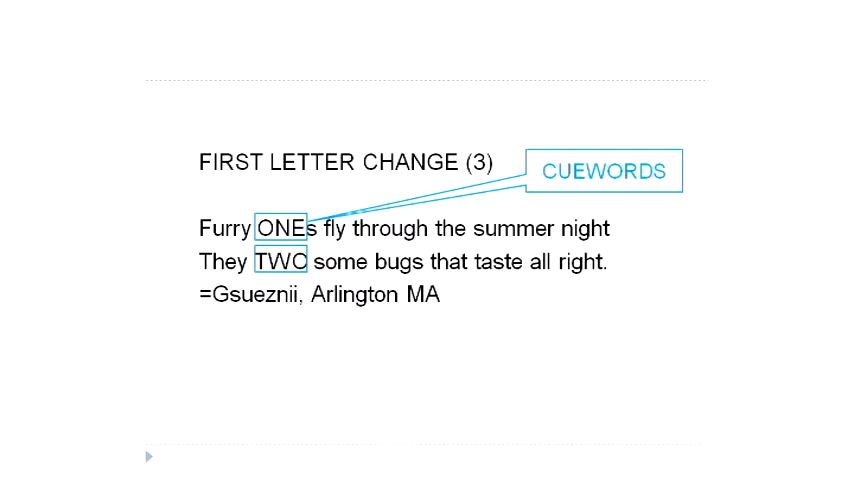 FIRST LETTER CHANGE (3)
CUEWORDS
Furry ONEs fly through the summer night
They TWO some bugs that taste all right.
=Gsueznii, Arlington MA